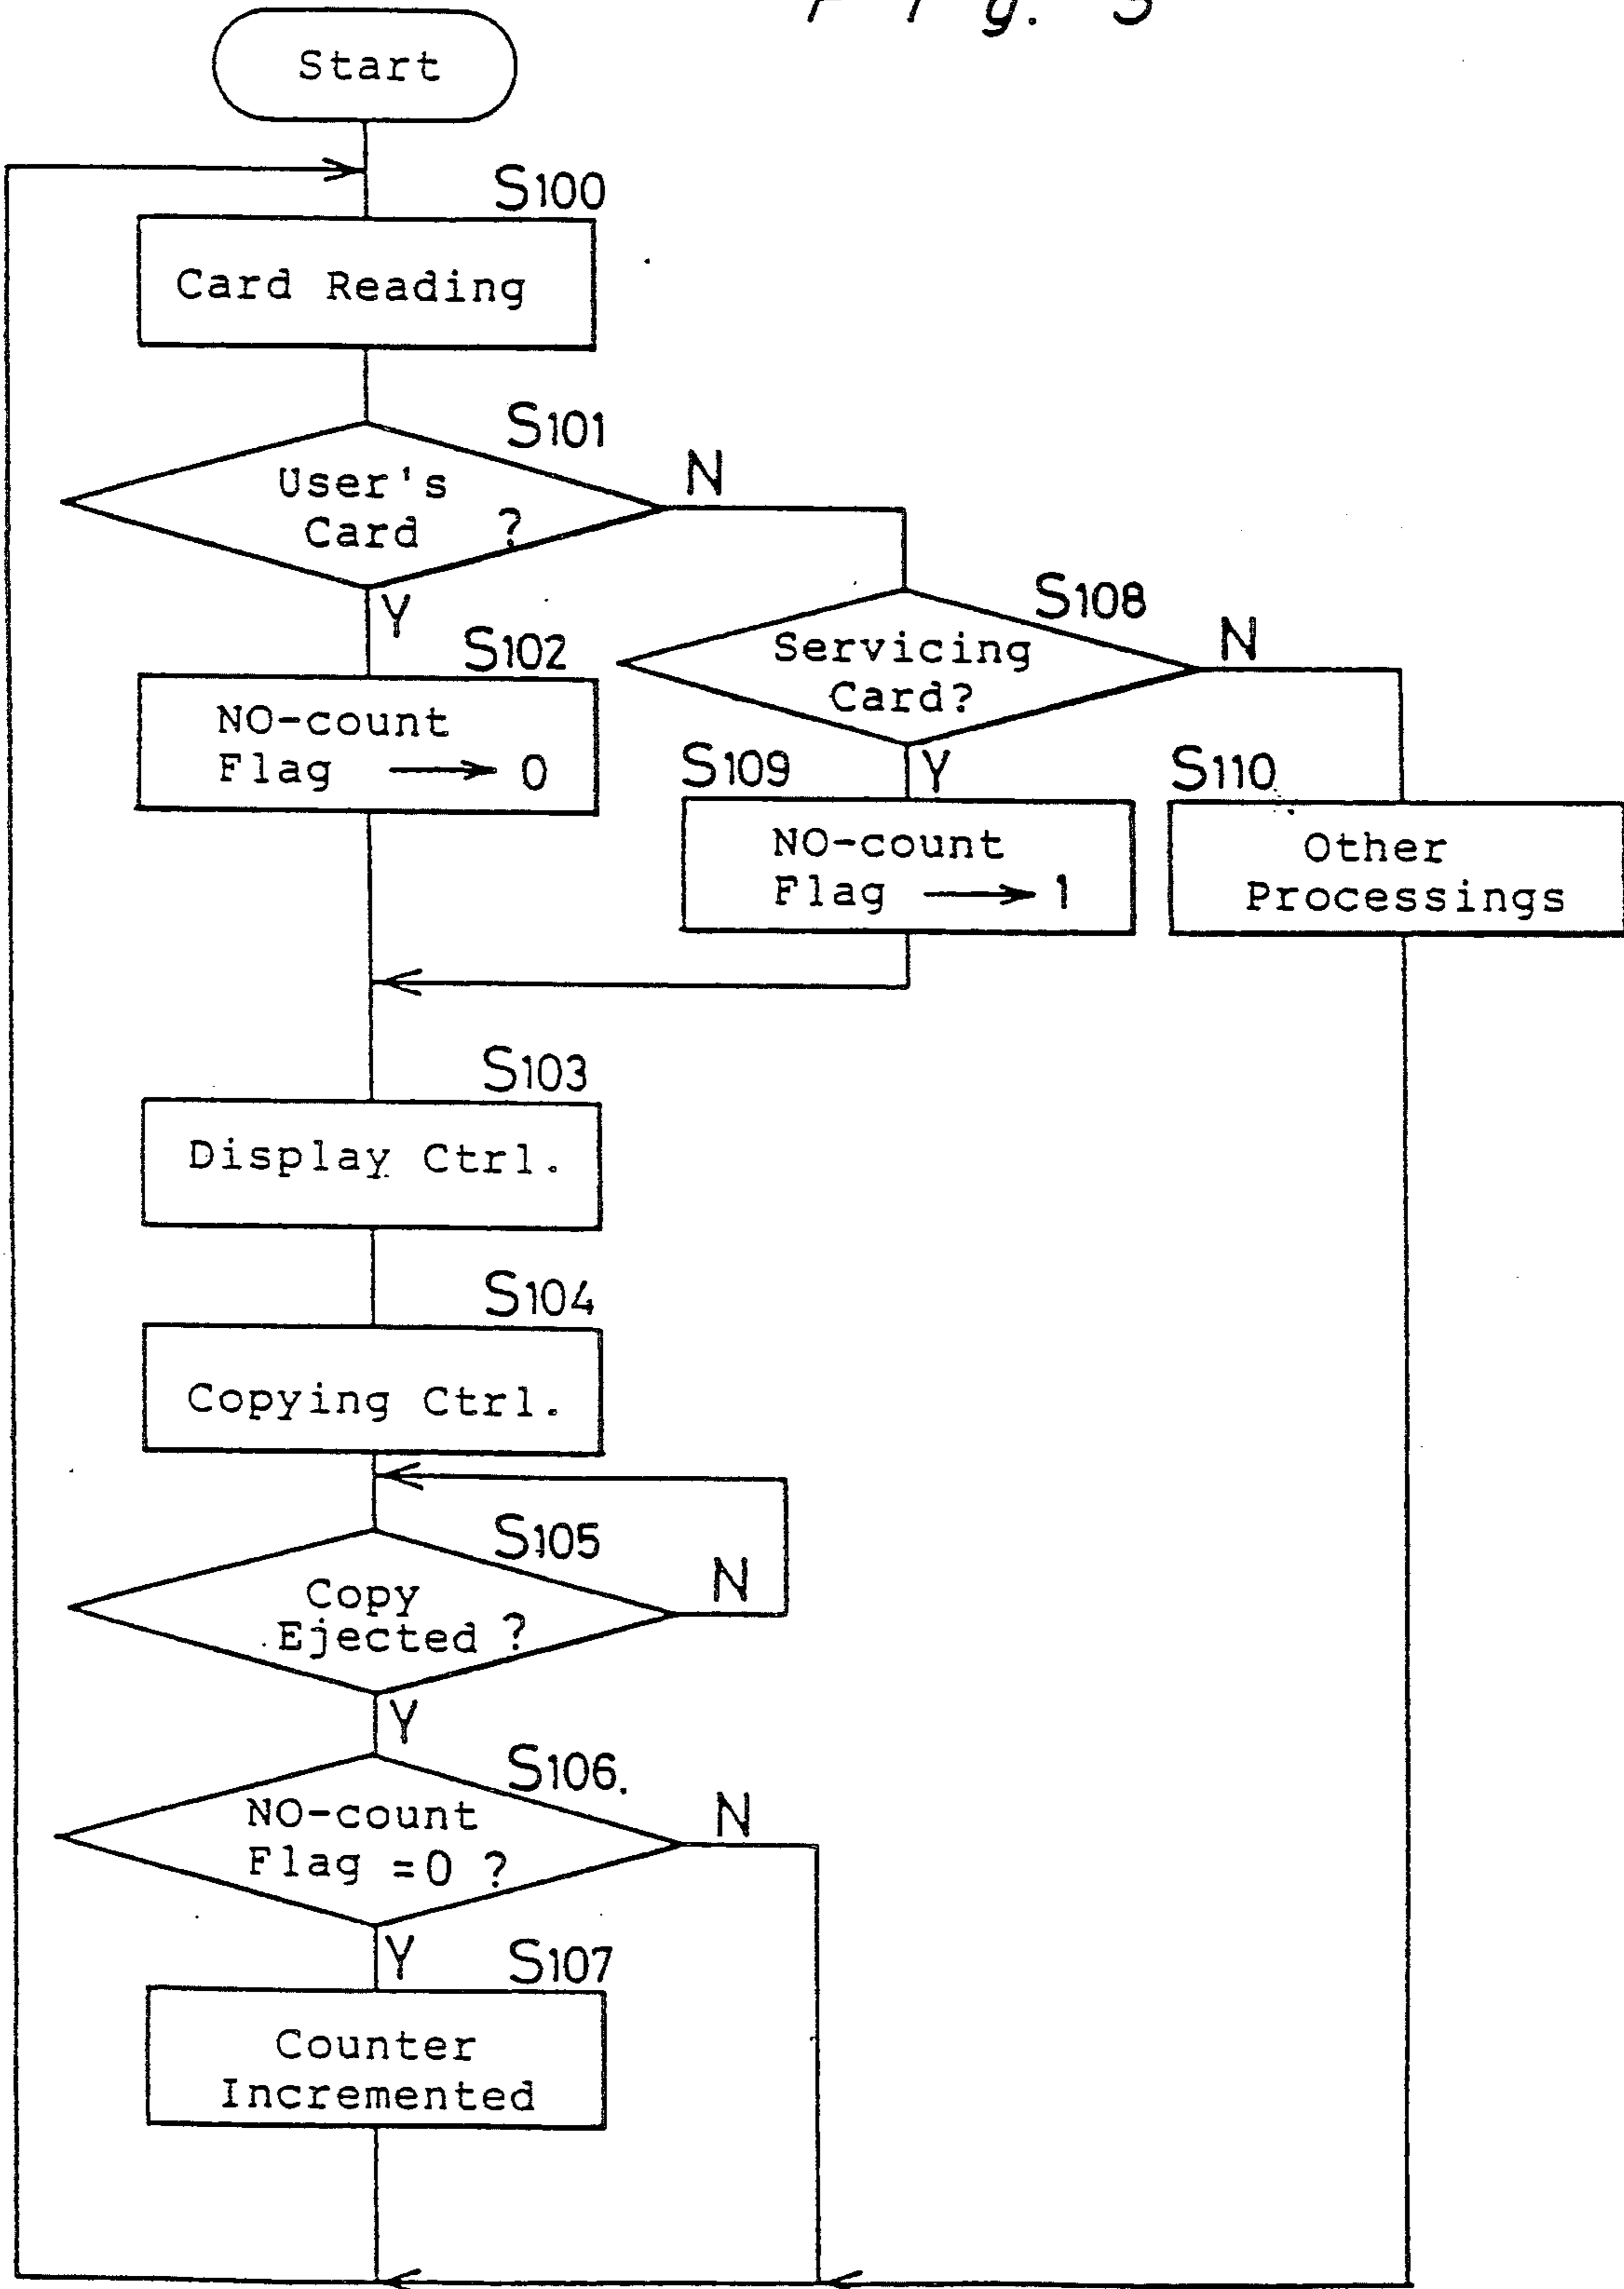 Fig. 3
Start
S100
Card Reading
S101
User's
Card ?
N
Y
S102
NO-count
Flag → 0
S108
Servicing
Card?
N
Y
S109
NO-count
Flag → 1
S110
Other
Processings
S103
Display Ctrl.
S104
Copying Ctrl.
S105
Copy
Ejected ?
N
Y
S106
NO-count
Flag =0 ?
N
Y
S107
Counter
Incremented